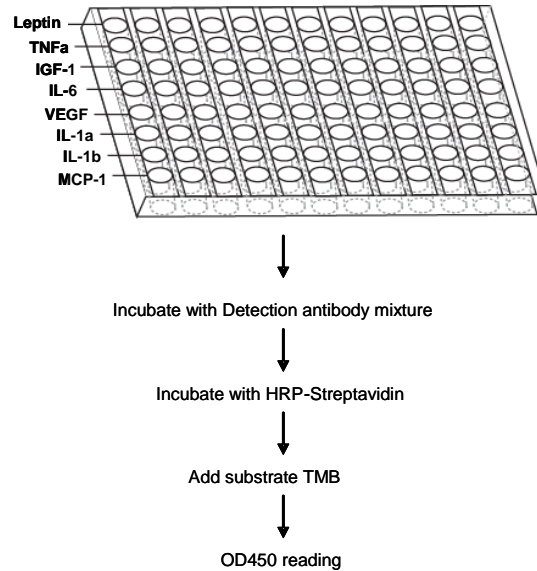 Leptin
TNFa
IGF-1
IL-6
VEGF
IL-1a
IL-1b
MCP-1
Incubate with Detection antibody mixture
Incubate with HRP-Streptavidin
Add substrate TMB
OD450 reading